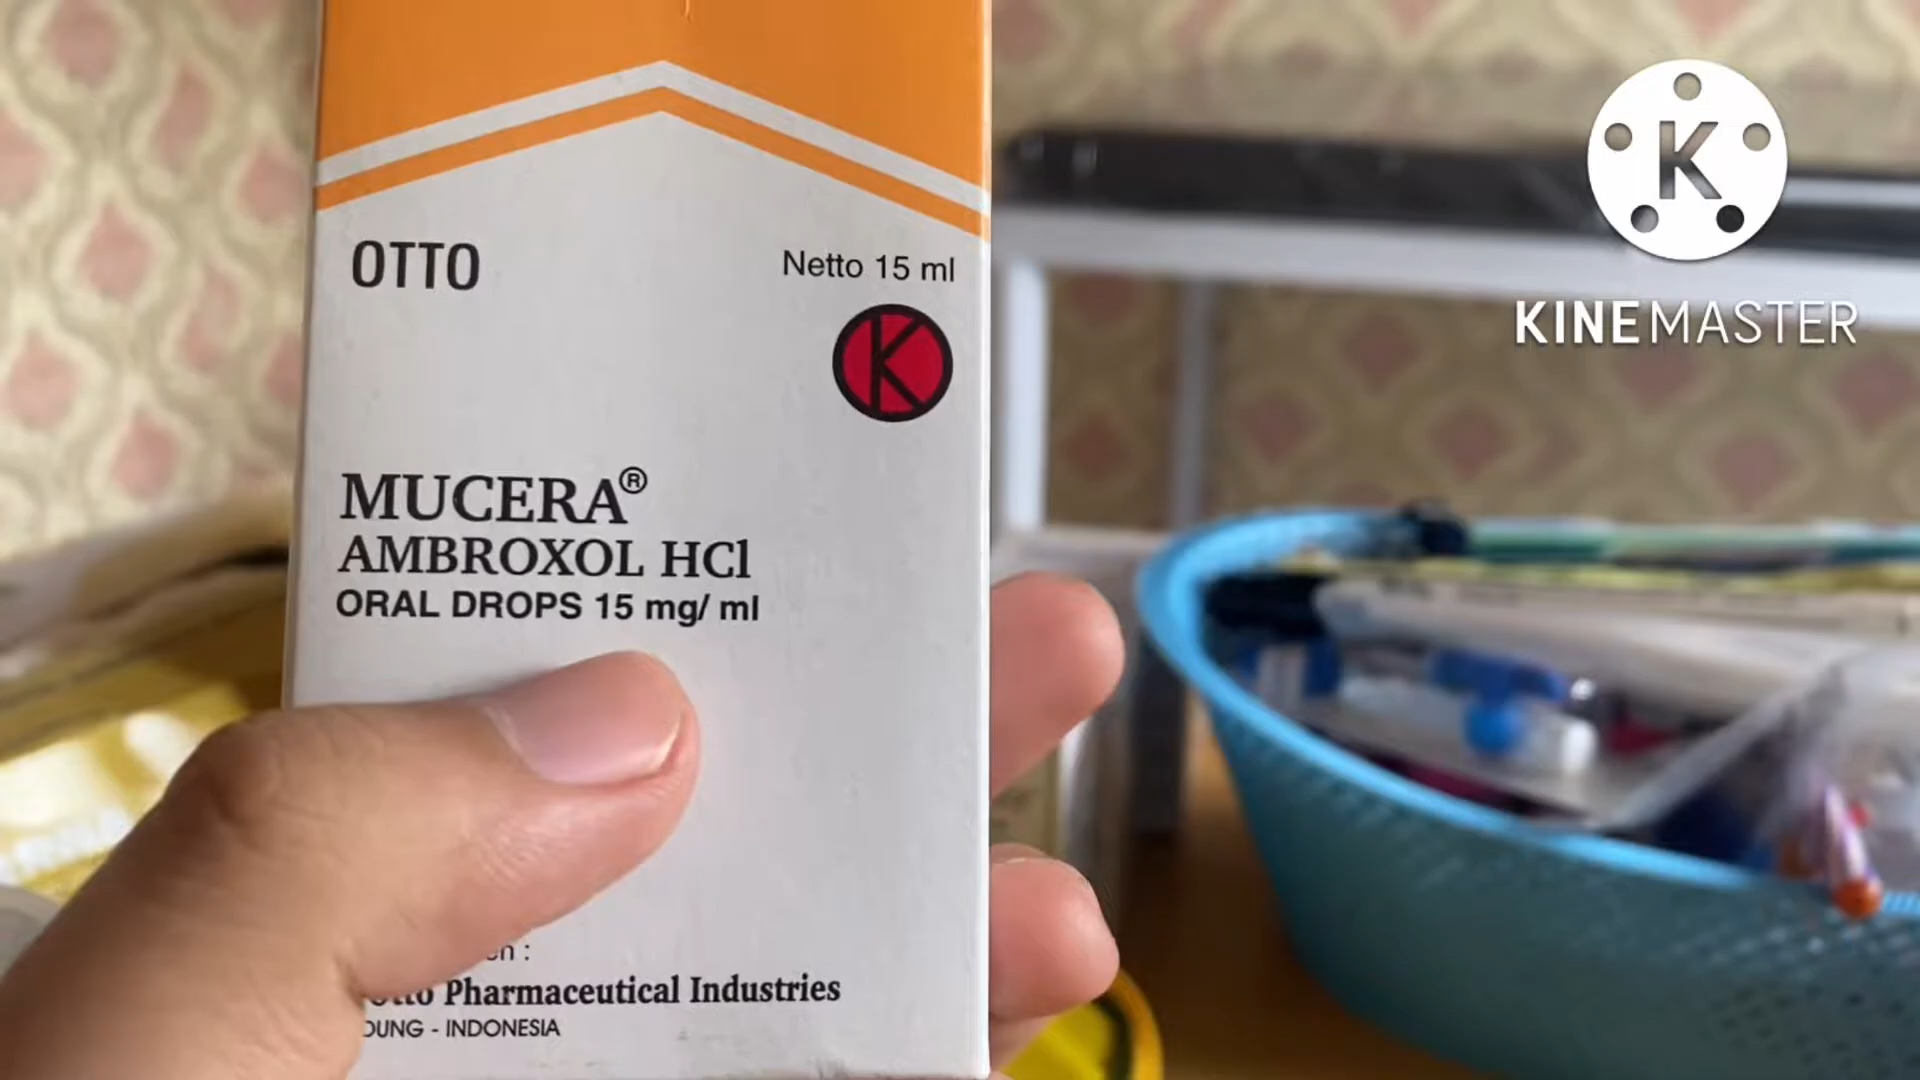 OTTO
Netto 15 ml
K
MUCERA®
AMBROXOL HCl
ORAL DROPS 15 mg/ ml
Pharmaceutical Industries
- INDONESIA
K
KINEMASTER